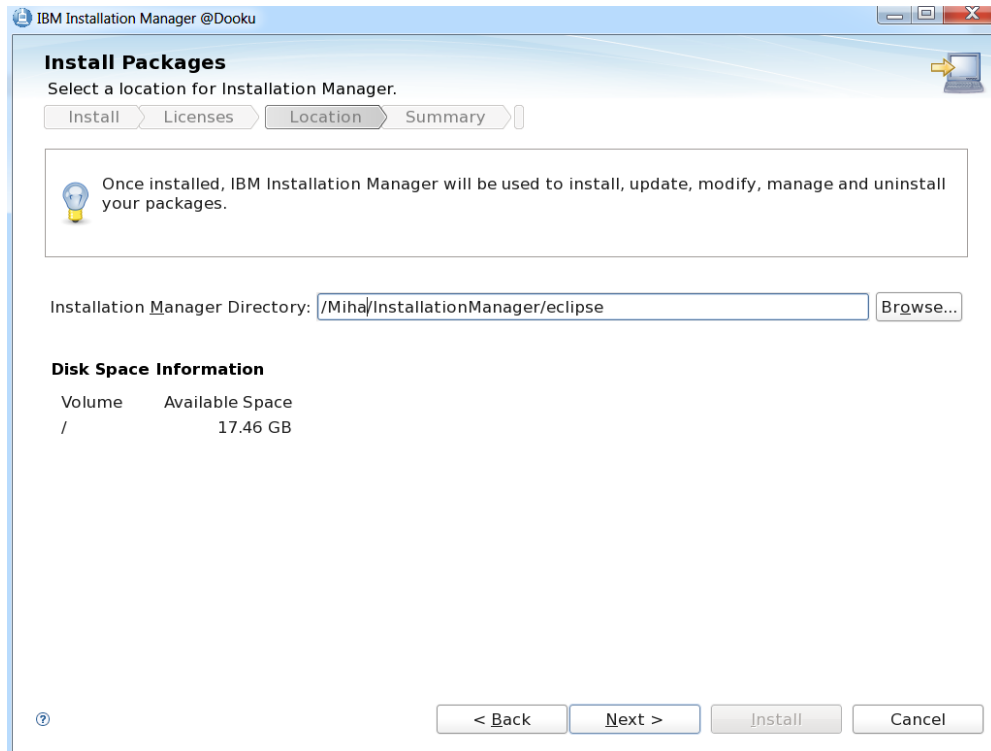 IBM Installation Manager @Dooku
Install Packages
Select a location for Installation Manager.
Install Licenses Location Summary
Once installed, IBM Installation Manager will be used to install, update, modify, manage and uninstall
your packages.
Installation Manager Directory: /Miha/InstallationManager/eclipse Browse...
Disk Space Information
Volume Available Space
/ 17.46 GB
? < Back Next > Install Cancel